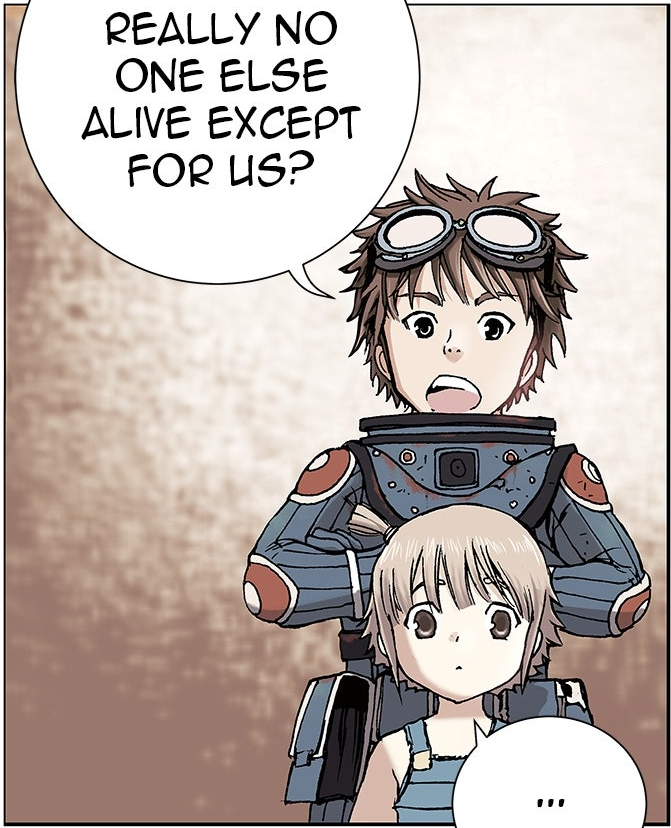 REALLY NO
ONE ELSE
ALIVE EXCEPT
FOR US?
...